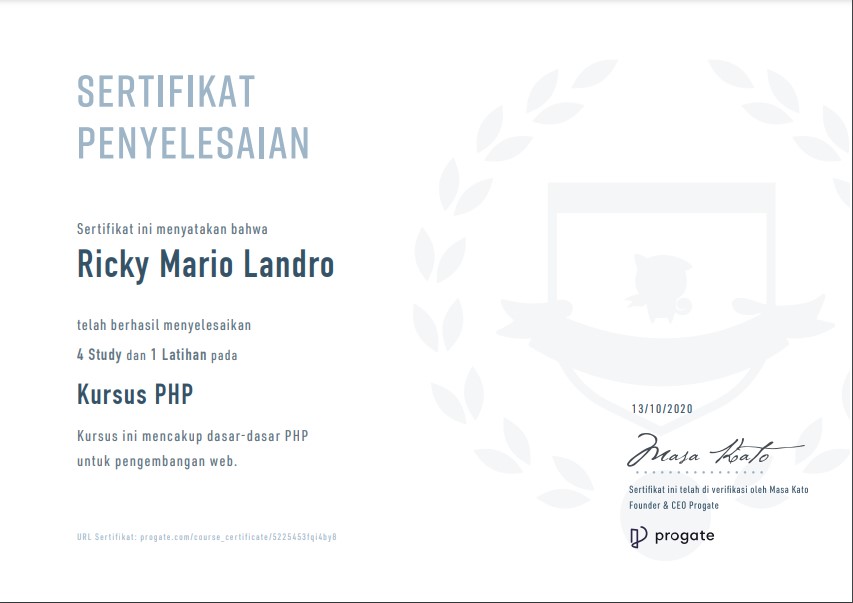 SERTIFIKAT
PENYELESAIAN
Sertifikat ini menyatakan bahwa
Ricky Mario Landro
telah berhasil menyelesaikan
4 Study dan 1 Latihan pada
Kursus PHP
Kursus ini mencakup dasar-dasar PHP
untuk pengembangan web.
13/10/2020
Masa Kato
Sertifikat ini telah di verifikasi oleh Masa Kato
Founder & CEO Progate
progate
URL Sertifikat: progate.com/course_certificate/5225453fqi4by8